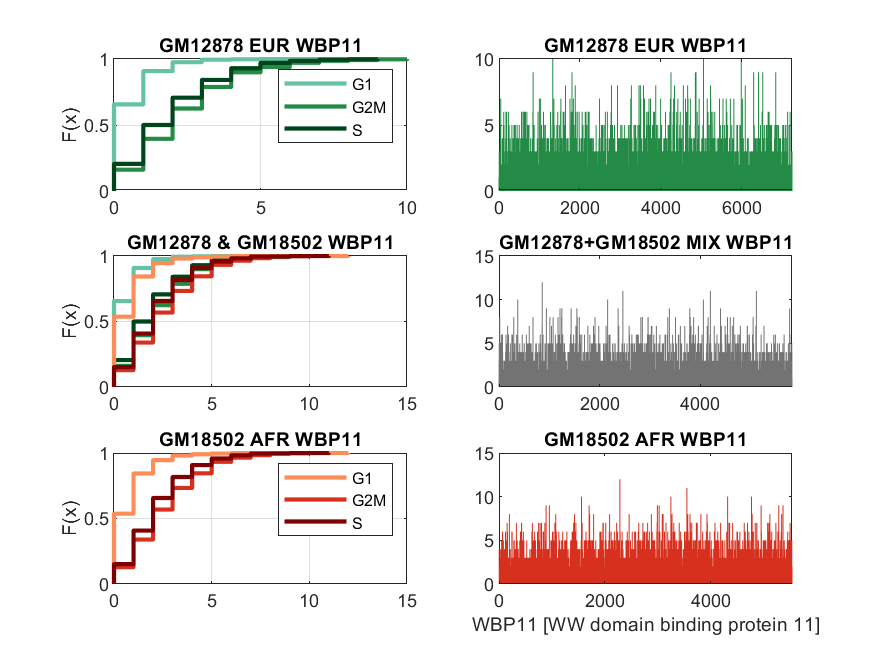 GM12878 EUR WBP11
1
0.5
0
F(x)
0 5 10
G1
G2M
S
GM12878 EUR WBP11
10
5
0
0 2000 4000 6000
GM12878 & GM18502 WBP11
1
0.5
0
F(x)
0 5 10 15
GM12878+GM18502 MIX WBP11
15
10
5
0
0 2000 4000
GM18502 AFR WBP11
1
0.5
0
F(x)
0 5 10 15
G1
G2M
S
GM18502 AFR WBP11
15
10
5
0
0 2000 4000
WBP11 [WW domain binding protein 11]